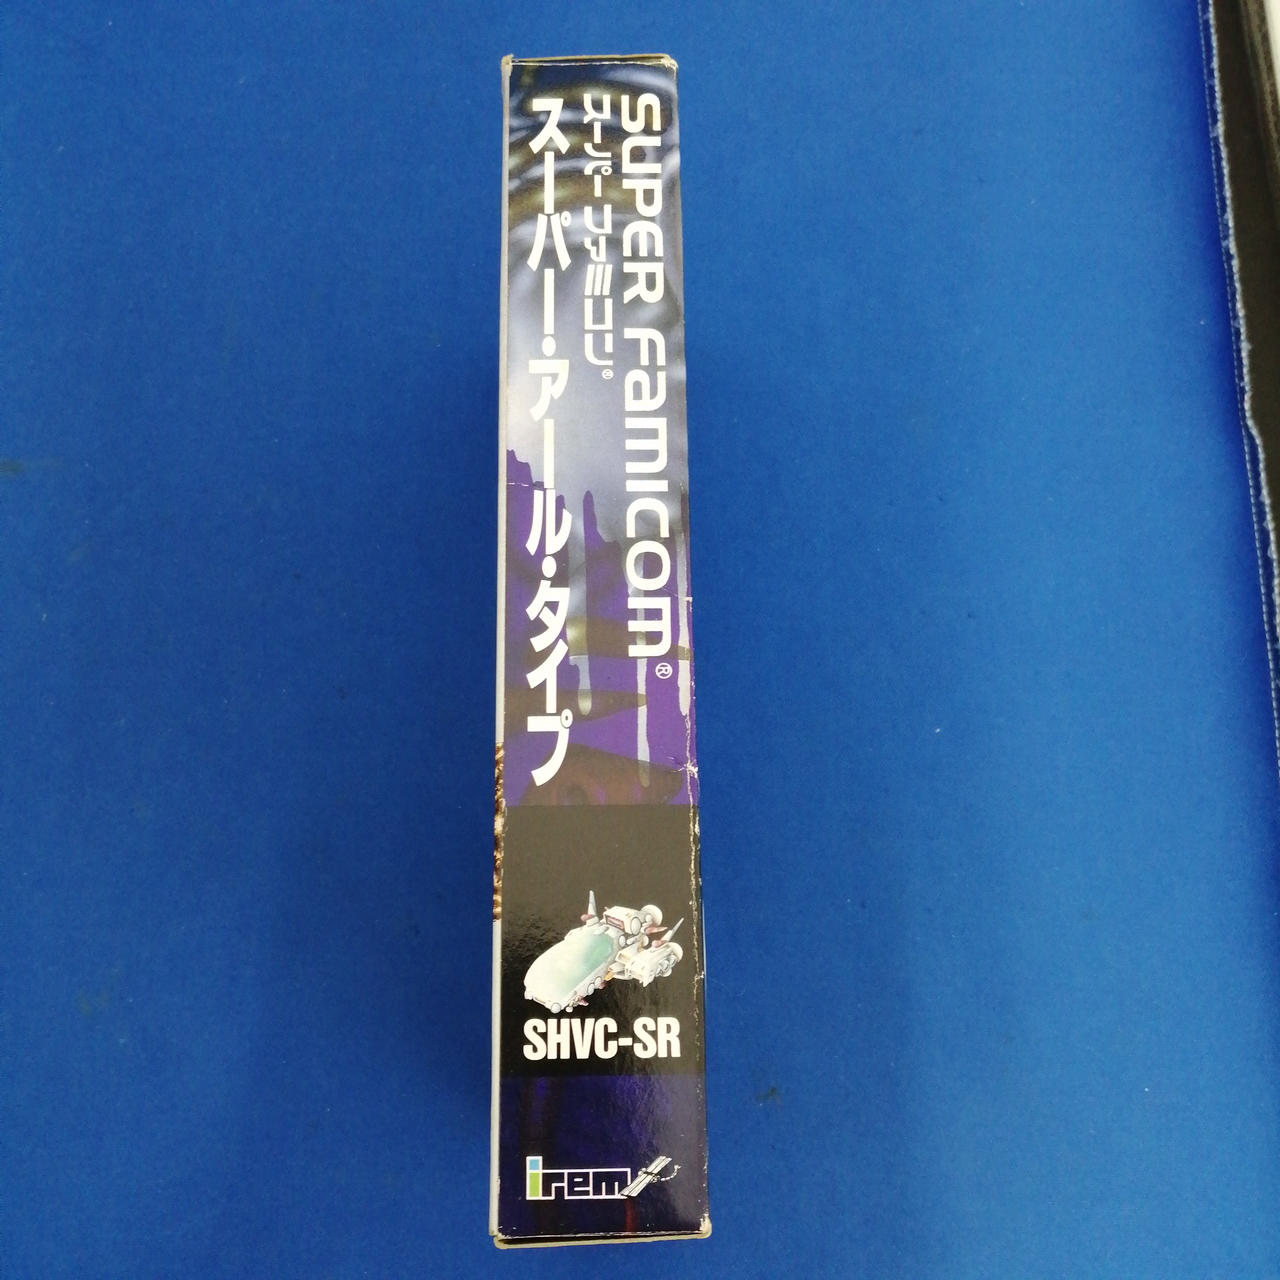 SUPER Famicom®
スーパーファミコン®
スーパー・アール・タイプ
SHVC-SR
irem